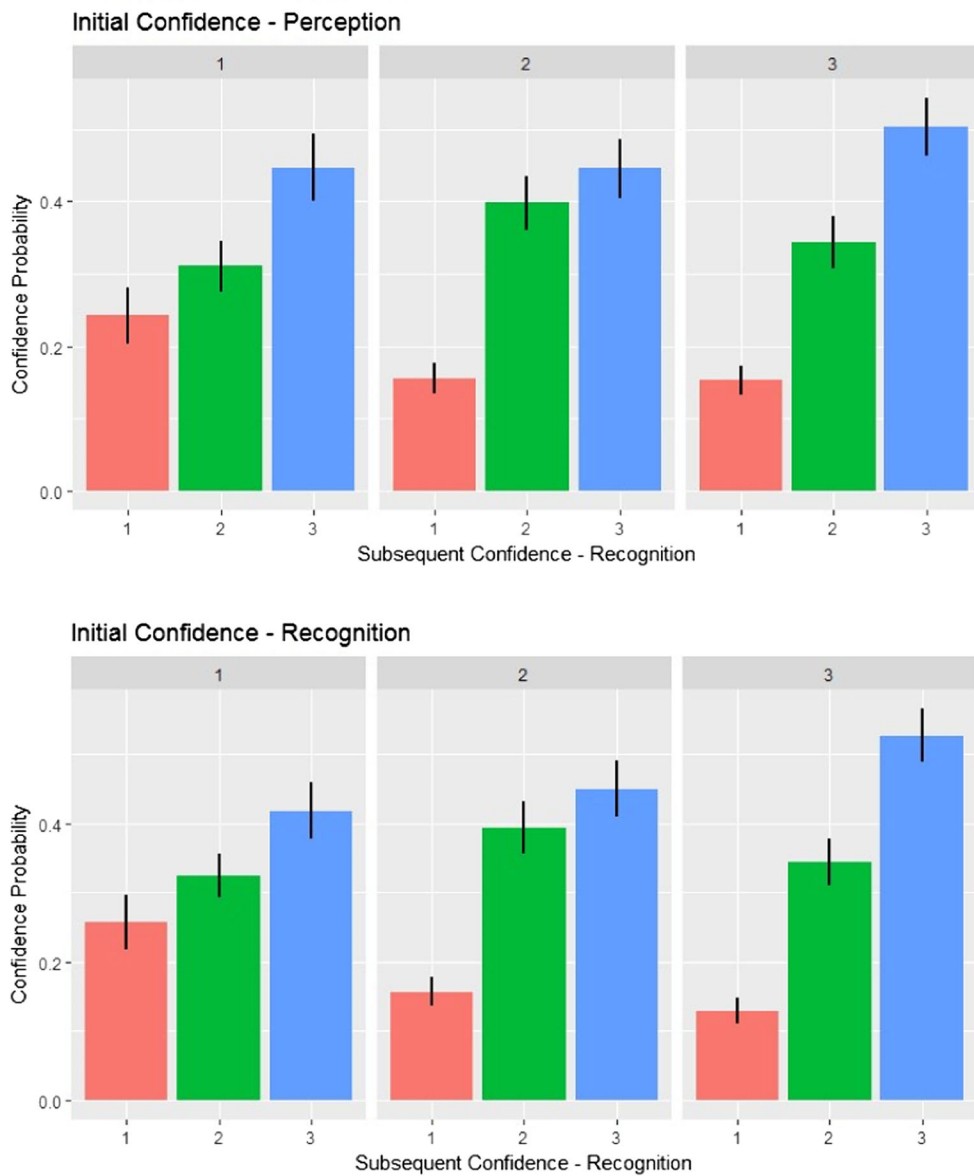 Initial Confidence - Perception
1 2 3
Confidence Probability
0.4
0.2
0.0
1 2 3 1 2 3 1 2 3
Subsequent Confidence - Recognition
Initial Confidence - Recognition
1 2 3
Confidence Probability
0.4
0.2
0.0
1 2 3 1 2 3 1 2 3
Subsequent Confidence - Recognition